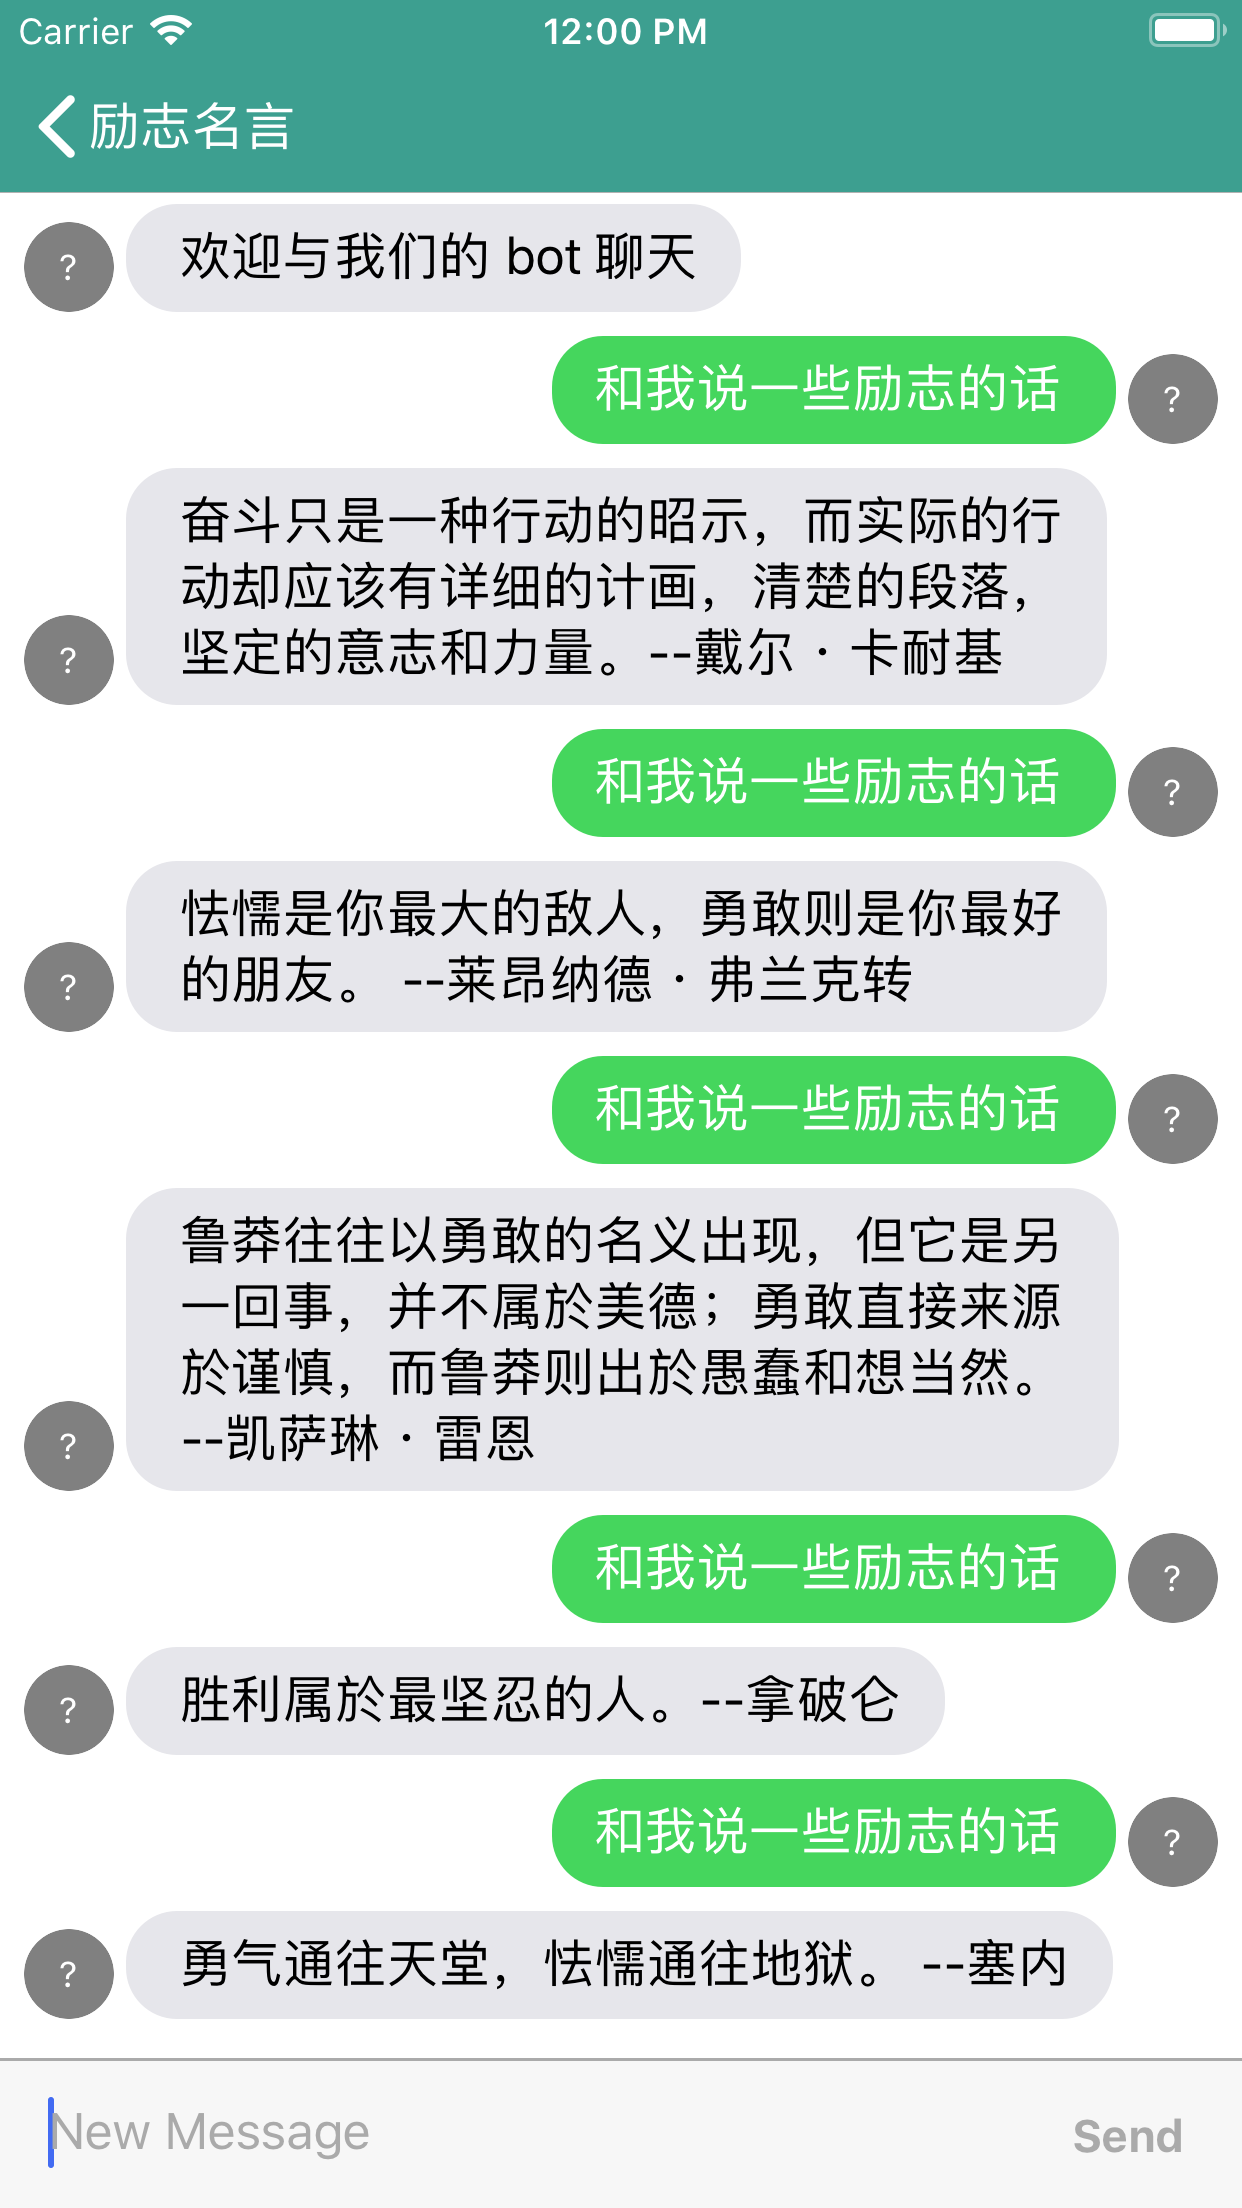 Carrier 12:00 PM
励志名言
欢迎与我们的 bot 聊天
?
和我说一些励志的话
?
奋斗只是一种行动的昭示，而实际的行
动却应该有详细的计画，清楚的段落，
坚定的意志和力量。--戴尔·卡耐基
?
和我说一些励志的话
?
怯懦是你最大的敌人，勇敢则是你最好
的朋友。 --莱昂纳德·弗兰克转
?
和我说一些励志的话
?
鲁莽往往以勇敢的名义出现，但它是另
一回事，并不属於美德；勇敢直接来源
於谨慎，而鲁莽则出於愚蠢和想当然。
--凯萨琳·雷恩
?
和我说一些励志的话
?
胜利属於最坚忍的人。--拿破仑
?
和我说一些励志的话
?
勇气通往天堂，怯懦通往地狱。 --塞内
?
New Message Send